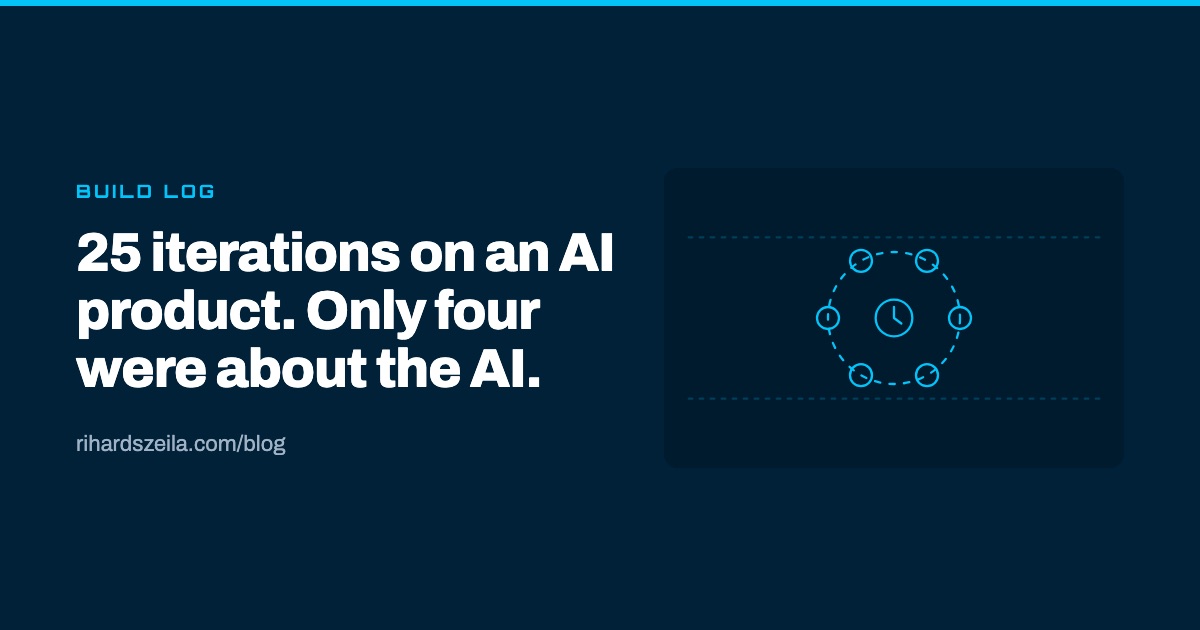 BUILD LOG
25 iterations on an AI
product. Only four
were about the AI.
rihardszeila.com/blog